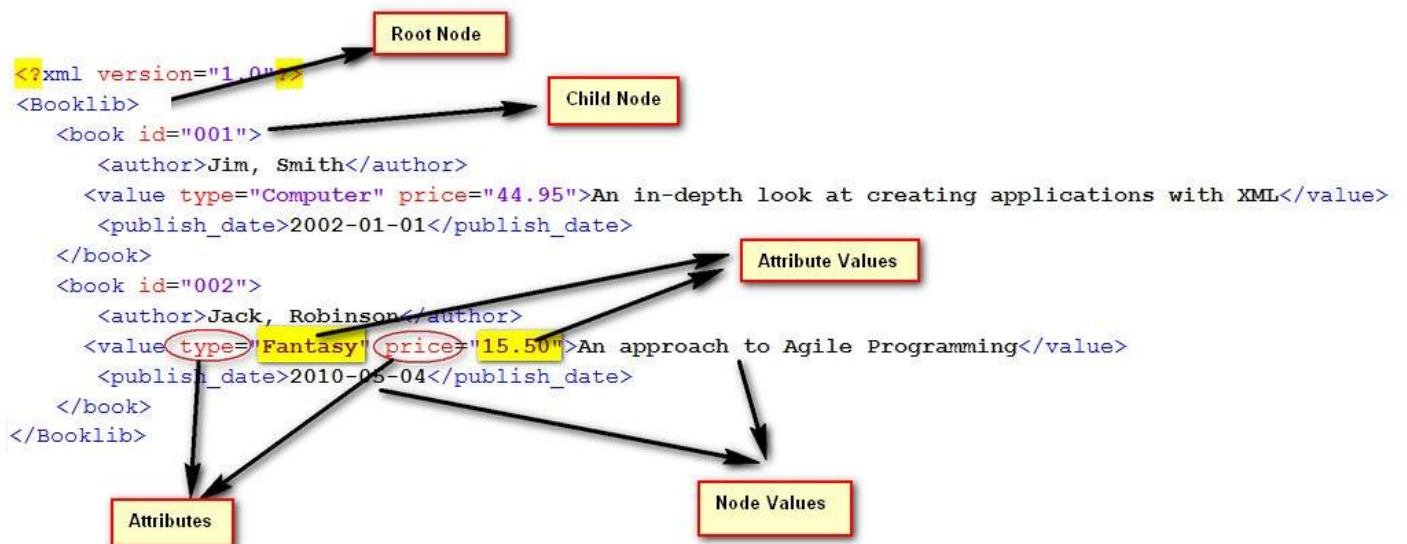 Root Node
<?xml version="1.0"?>
<Booklib>
Child Node
<book id="001">
<author>Jim, Smith</author>
<value type="Computer" price="44.95">An in-depth look at creating applications with XML</value>
<publish_date>2002-01-01</publish_date>
</book>
Attribute Values
<book id="002">
<author>Jack, Robinson</author>
<value type="Fantasy" price="15.50">An approach to Agile Programming</value>
<publish_date>2010-05-04</publish_date>
</book>
</Booklib>
Node Values
Attributes